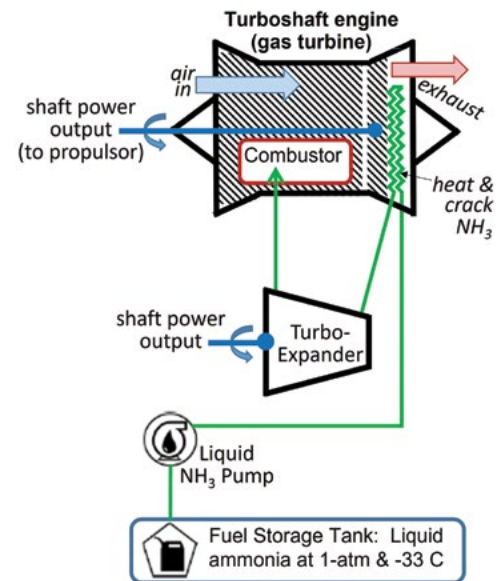 Turboshaft engine
(gas turbine)
air
in
exhaust
shaft power
output
(to propulsor)
Combustor
heat &
crack
NH₃
shaft power
output
Turbo-
Expander
Liquid
NH₃ Pump
Fuel Storage Tank: Liquid
ammonia at 1-atm & -33 C